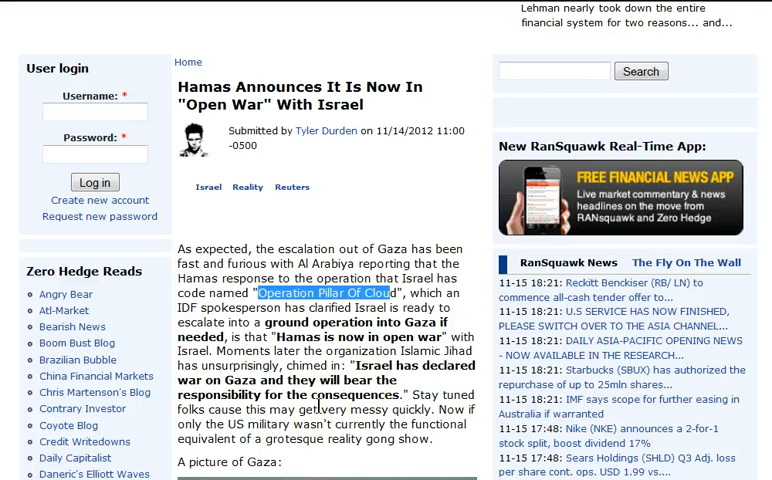 Lehman nearly took down the entire
financial system for two reasons... and...
User login
Username: *
Password: *
Log in
Create new account
Request new password
Zero Hedge Reads
Angry Bear
Atl-Market
Bearish News
Boom Bust Blog
Brazilian Bubble
China Financial Markets
Chris Martenson's Blog
Contrary Investor
Coyote Blog
Credit Writedowns
Daily Capitalist
Daneric's Elliott Waves
Home
Hamas Announces It Is Now In
"Open War" With Israel
Submitted by Tyler Durden on 11/14/2012 11:00
-0500
Israel Reality Reuters
As expected, the escalation out of Gaza has been
fast and furious with Al Arabiya reporting that the
Hamas response to the operation that Israel has
code named "Operation Pillar Of Cloud", which an
IDF spokesperson has clarified Israel is ready to
escalate into a ground operation into Gaza if
needed, is that "Hamas is now in open war" with
Israel. Moments later the organization Islamic Jihad
has unsurprisingly, chimed in: "Israel has declared
war on Gaza and they will bear the
responsibility for the consequences." Stay tuned
folks cause this may get very messy quickly. Now if
only the US military wasn't currently the functional
equivalent of a grotesque reality gong show.
A picture of Gaza:
Search
New RanSquawk Real-Time App:
FREE FINANCIAL NEWS APP
Live market commentary & news
headlines on the move from
RANsquawk and Zero Hedge
RanSquawk News The Fly On The Wall
11-15 18:21: Reckitt Benckiser (RB/ LN) to
commence all-cash tender offer to...
11-15 18:21: U.S SERVICE HAS NOW FINISHED,
PLEASE SWITCH OVER TO THE ASIA CHANNEL...
11-15 18:21: DAILY ASIA-PACIFIC OPENING NEWS
- NOW AVAILABLE IN THE RESEARCH...
11-15 18:21: Starbucks (SBUX) has authorized the
repurchase of up to 25mln shares...
11-15 18:21: IMF says scope for further easing in
Australia if warranted
11-15 17:48: Nike (NKE) announces a 2-for-1
stock split, boost dividend 17%
11-15 17:48: Sears Holdings (SHLD) Q3 Adj. loss
per share cont. ops. USD 1.99 vs....